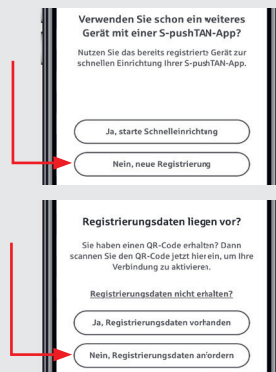 Verwenden Sie schon ein weiteres
Gerät mit einer S-pushTAN-App?
Nutzen Sie das bereits registrierte Gerät zur
schnellen Einrichtung Ihrer S-pushTAN-App.
Ja, starte Schnelleinrichtung
Nein, neue Registrierung
Registrierungsdaten liegen vor?
Sie haben einen QR-Code erhalten? Dann
scannen Sie den QR-Code jetzt hier ein, um Ihre
Verbindung zu aktivieren.
Registrierungsdaten nicht erhalten?
Ja, Registrierungsdaten vorhanden
Nein, Registrierungsdaten anfordern